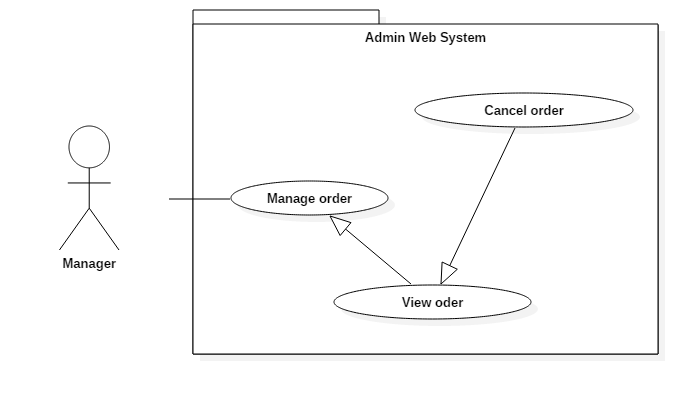 Admin Web System
Cancel order
Manage order
Manager
View oder